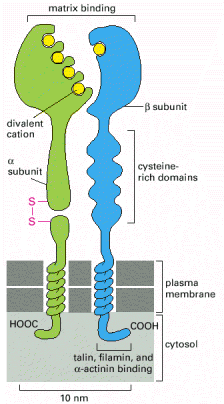 matrix binding
β subunit
divalent
cation
α
subunit
cysteine-
rich domains
S
S
plasma
membrane
HOOC
COOH
cytosol
talin, filamin, and
α-actinin binding
10 nm